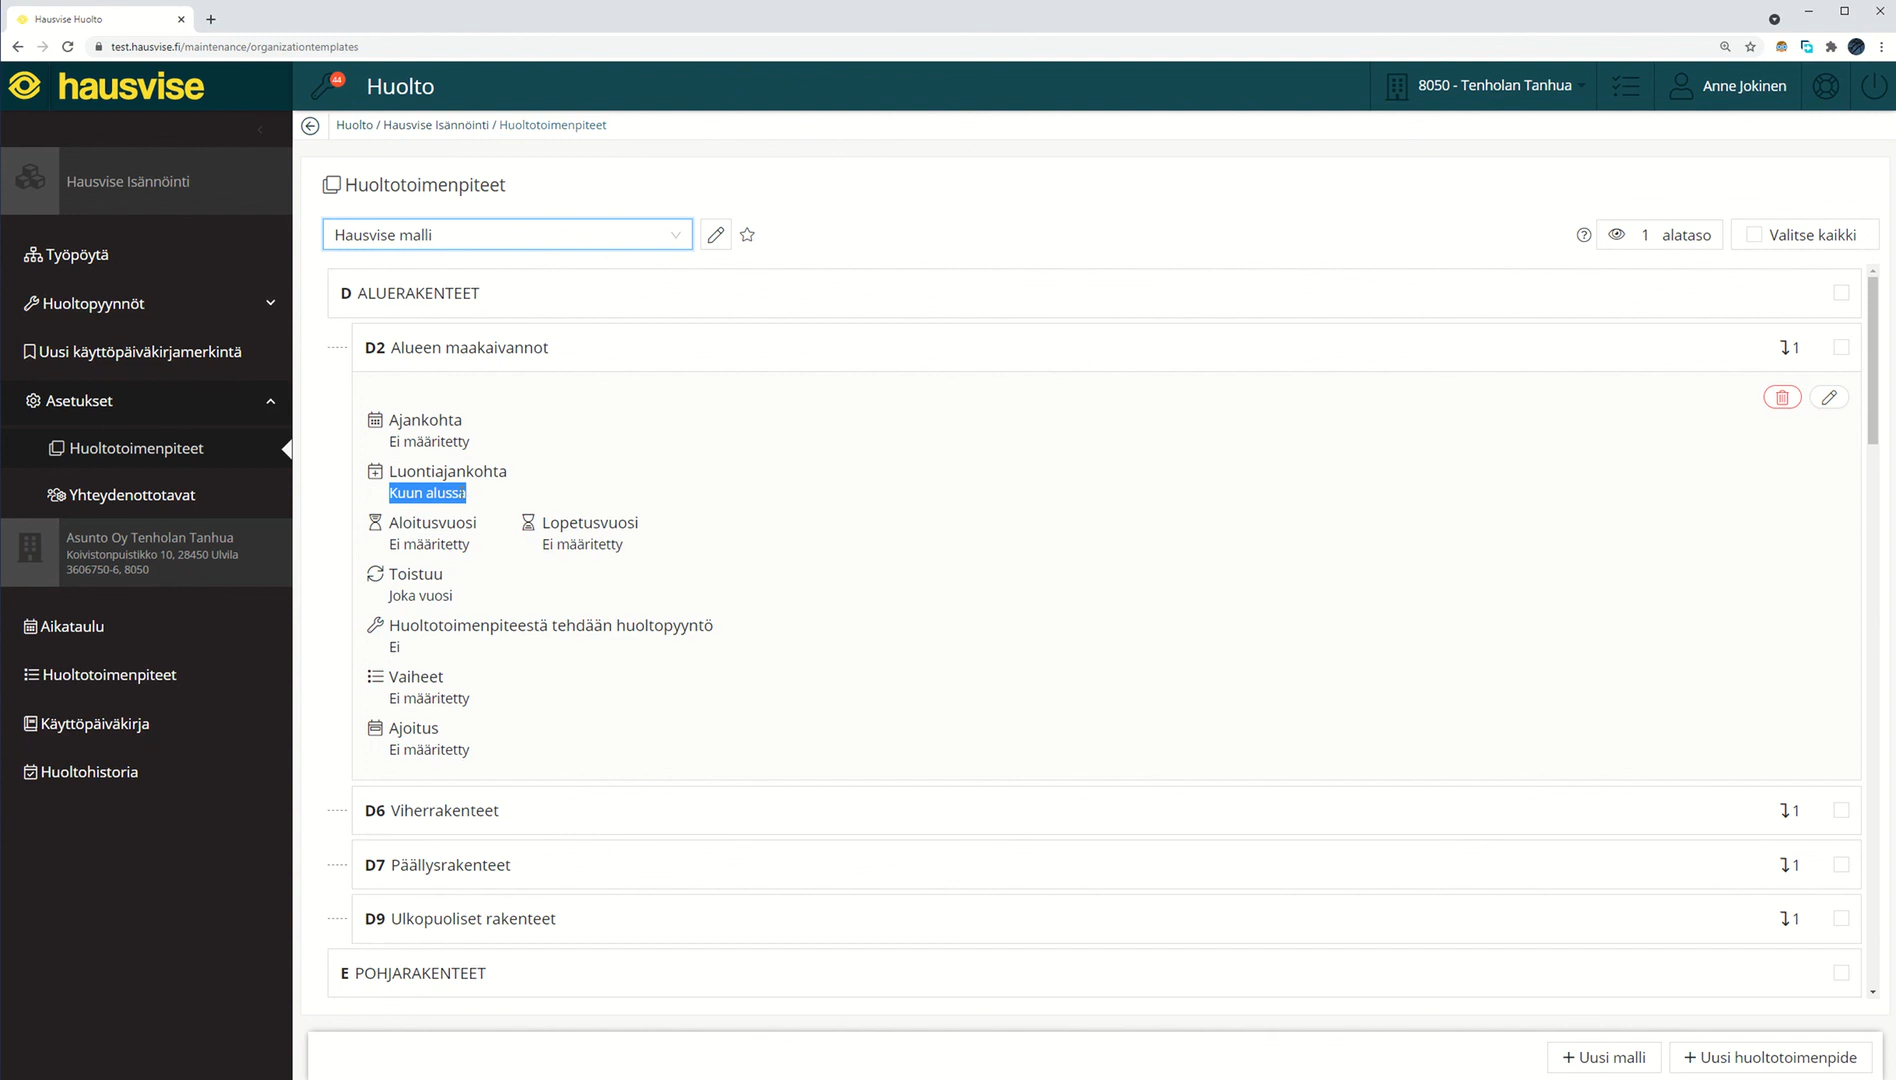 Hausvise Huolto
test.hausvise.fi/maintenance/organizationtemplates
hausvise
44
Huolto
8050 - Tenholan Tanhua
Anne Jokinen
Huolto / Hausvise Isännöinti / Huoltotoimenpiteet
Hausvise Isännöinti
Työpöytä
Huoltopyynnöt
Uusi käyttöpäiväkirjamerkintä
Asetukset
Huoltotoimenpiteet
Yhteydenottotavat
Asunto Oy Tenholan Tanhua
Koivistonpuistikko 10, 28450 Ulvila
3606750-6, 8050
Aikataulu
Huoltotoimenpiteet
Käyttöpäiväkirja
Huoltohistoria
Huoltotoimenpiteet
Hausvise malli
1 alataso
Valitse kaikki
D ALUERAKENTEET
D2 Alueen maakaivannot
1
Ajankohta
Ei määritetty
Luontiajankohta
Kuun alussa
Aloitusvuosi
Ei määritetty
Lopetusvuosi
Ei määritetty
Toistuu
Joka vuosi
Huoltotoimenpiteestä tehdään huoltopyyntö
Ei
Vaiheet
Ei määritetty
Ajoitus
Ei määritetty
D6 Viherrakenteet
1
D7 Päällysrakenteet
1
D9 Ulkopuoliset rakenteet
1
E POHJARAKENTEET
+ Uusi malli
+ Uusi huoltotoimenpide